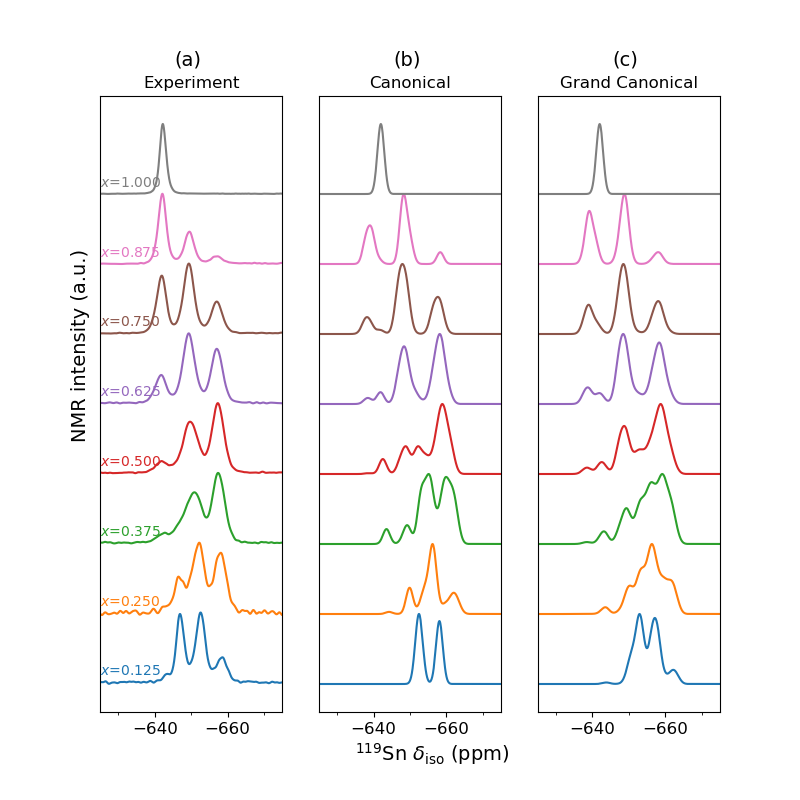 (a) (b) (c)
Experiment Canonical Grand Canonical
NMR intensity (a.u.)
x=1.000
x=0.875
x=0.750
x=0.625
x=0.500
x=0.375
x=0.250
x=0.125
−640 −660 −640 −660 −640 −660
¹¹⁹Sn δiso (ppm)